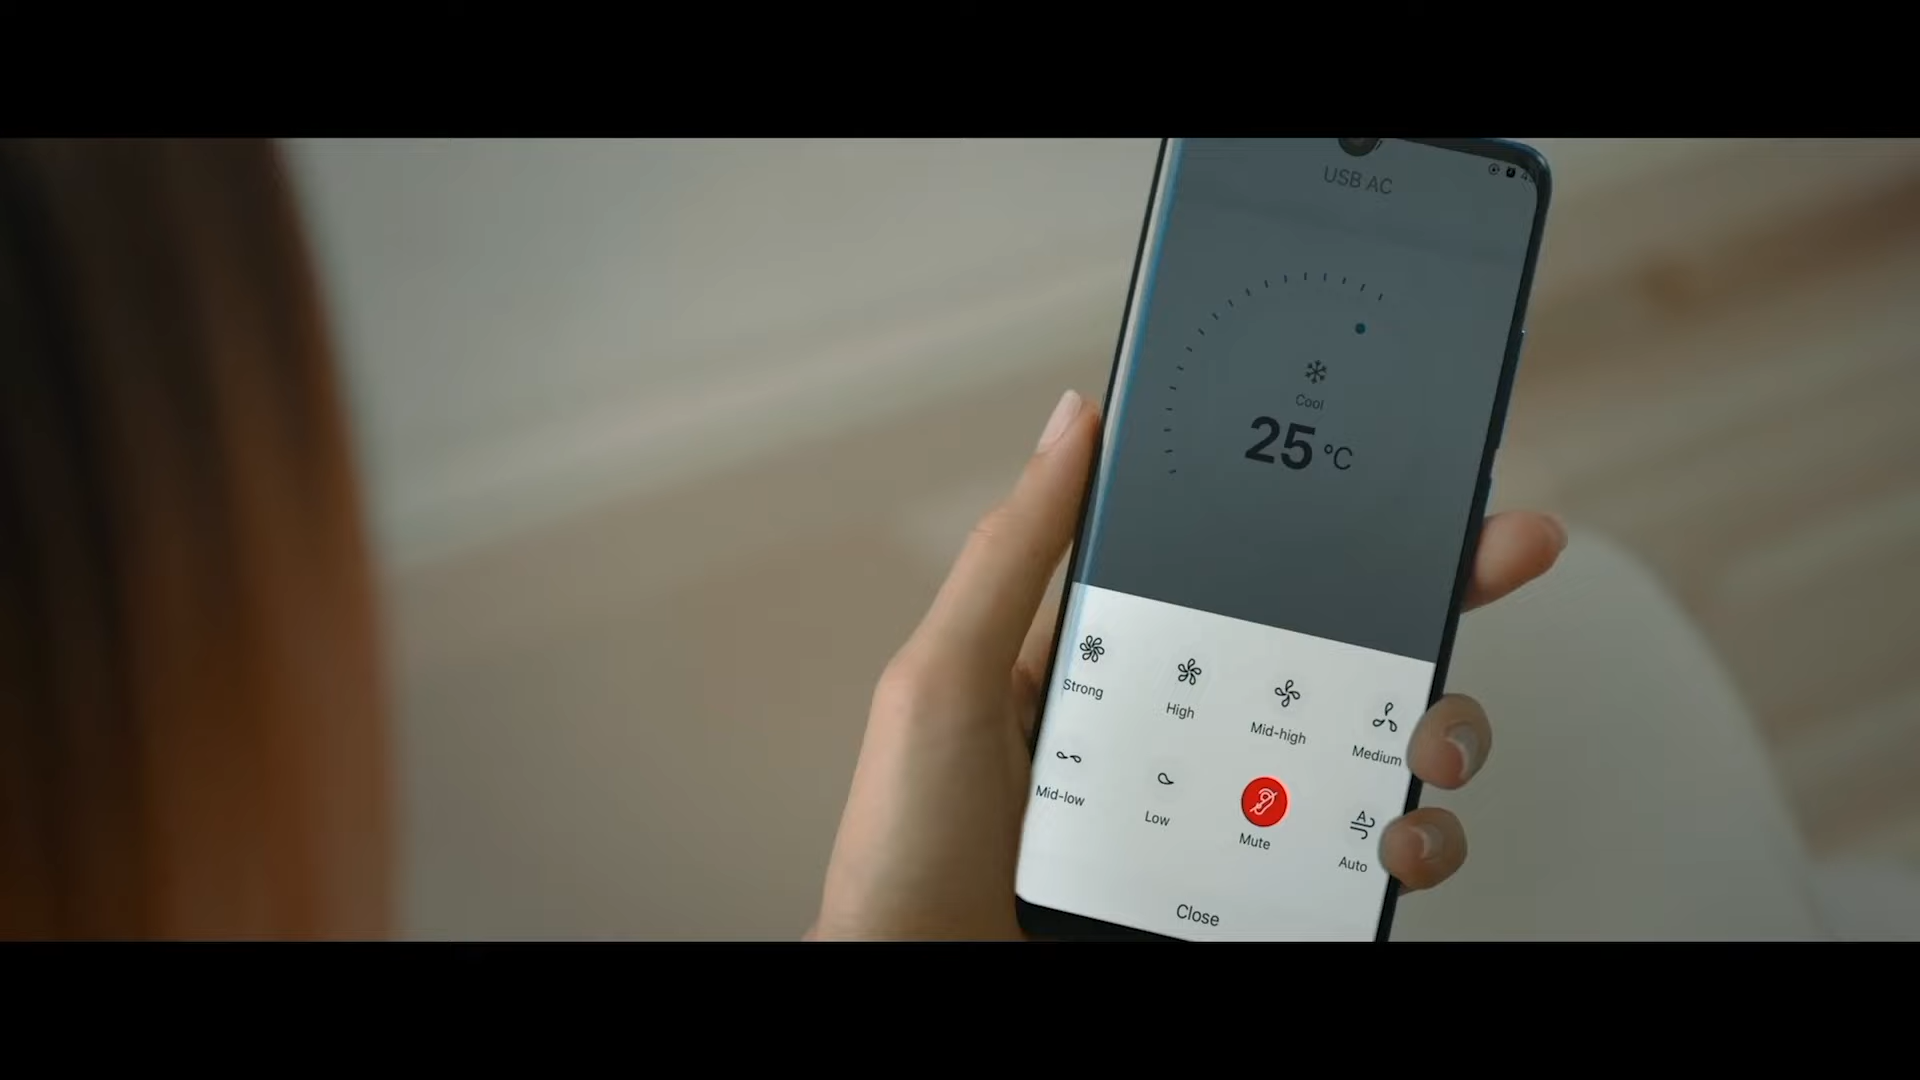 USB AC
Cool
25 °C
Strong
High
Mid-high
Medium
Mid-low
Low
Mute
Auto
Close